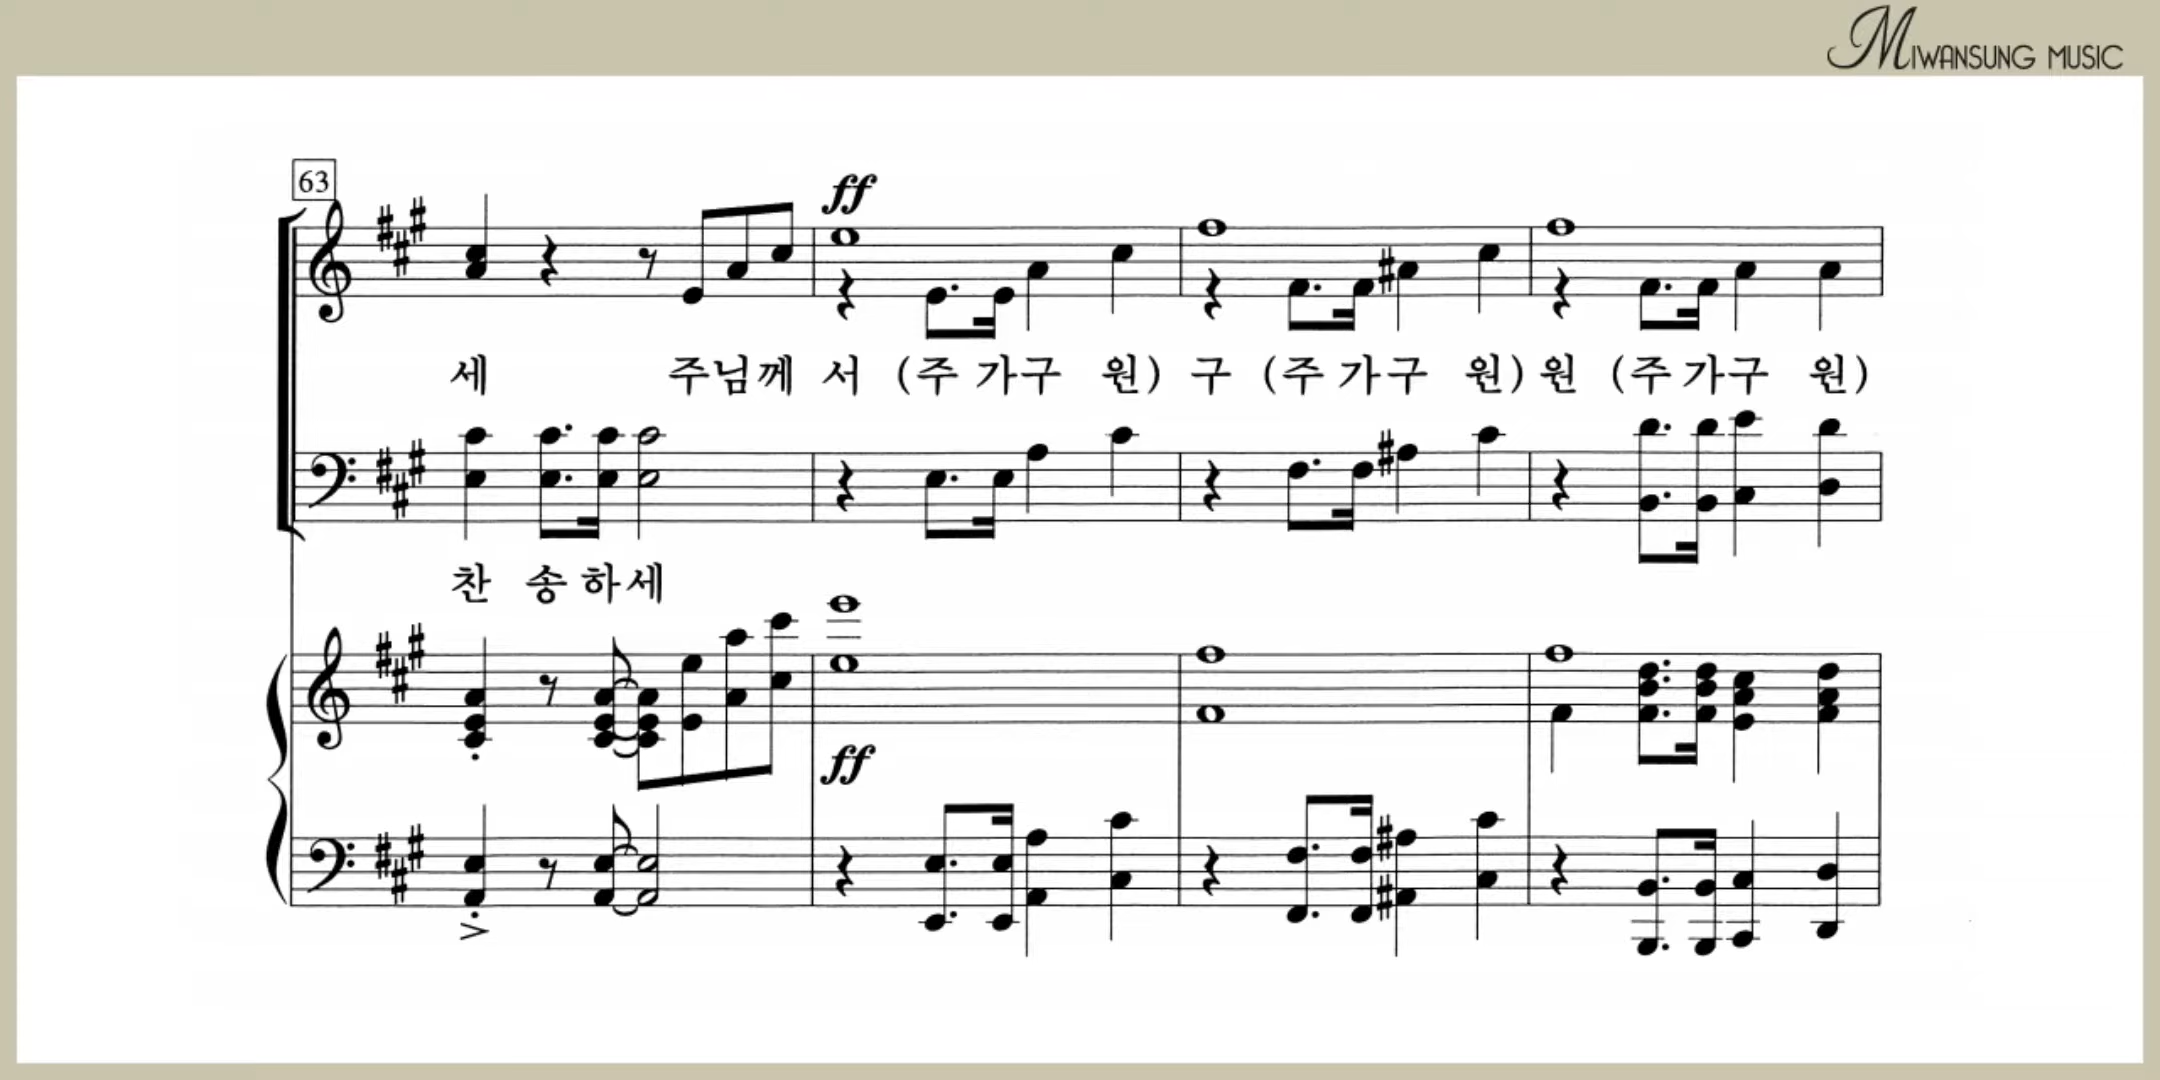 MIWANSUNG MUSIC
63
ff
세 주님께 서 (주 가구 원) 구 (주 가구 원) 원 (주 가구 원)
찬 송 하세
ff